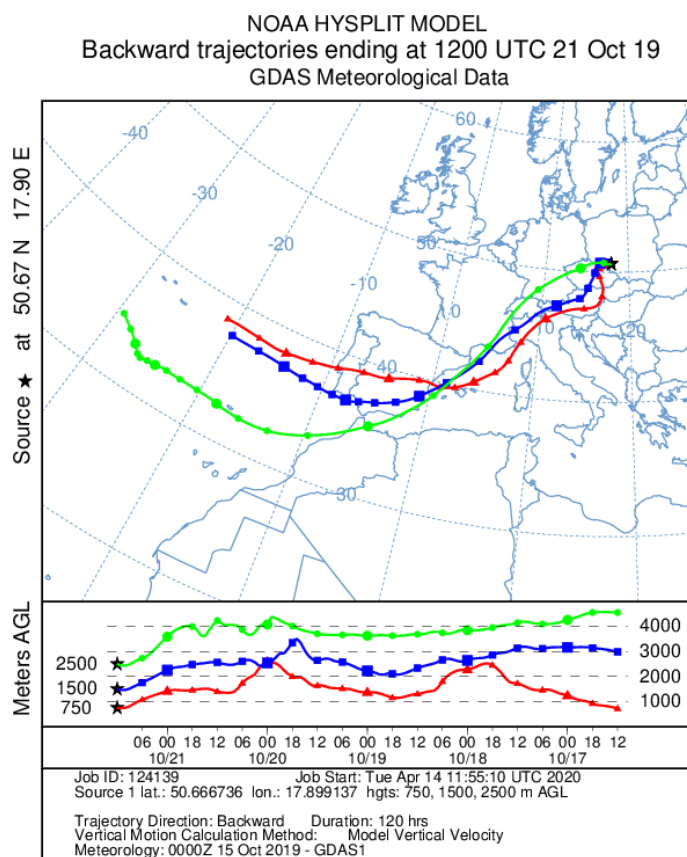 NOAA HYSPLIT MODEL
Backward trajectories ending at 1200 UTC 21 Oct 19
GDAS Meteorological Data
Source ★ at 50.67 N 17.90 E
-40
-30
-20
-10
0
10
20
60
50
40
30
Meters AGL
2500
1500
750
4000
3000
2000
1000
06 00 18 12 06 00 18 12 06 00 18 12 06 00 18 12 06 00 18 12
10/21 10/20 10/19 10/18 10/17
Job ID: 124139 Job Start: Tue Apr 14 11:55:10 UTC 2020
Source 1 lat.: 50.666736 lon.: 17.899137 hgts: 750, 1500, 2500 m AGL
Trajectory Direction: Backward Duration: 120 hrs
Vertical Motion Calculation Method: Model Vertical Velocity
Meteorology: 0000Z 15 Oct 2019 - GDAS1